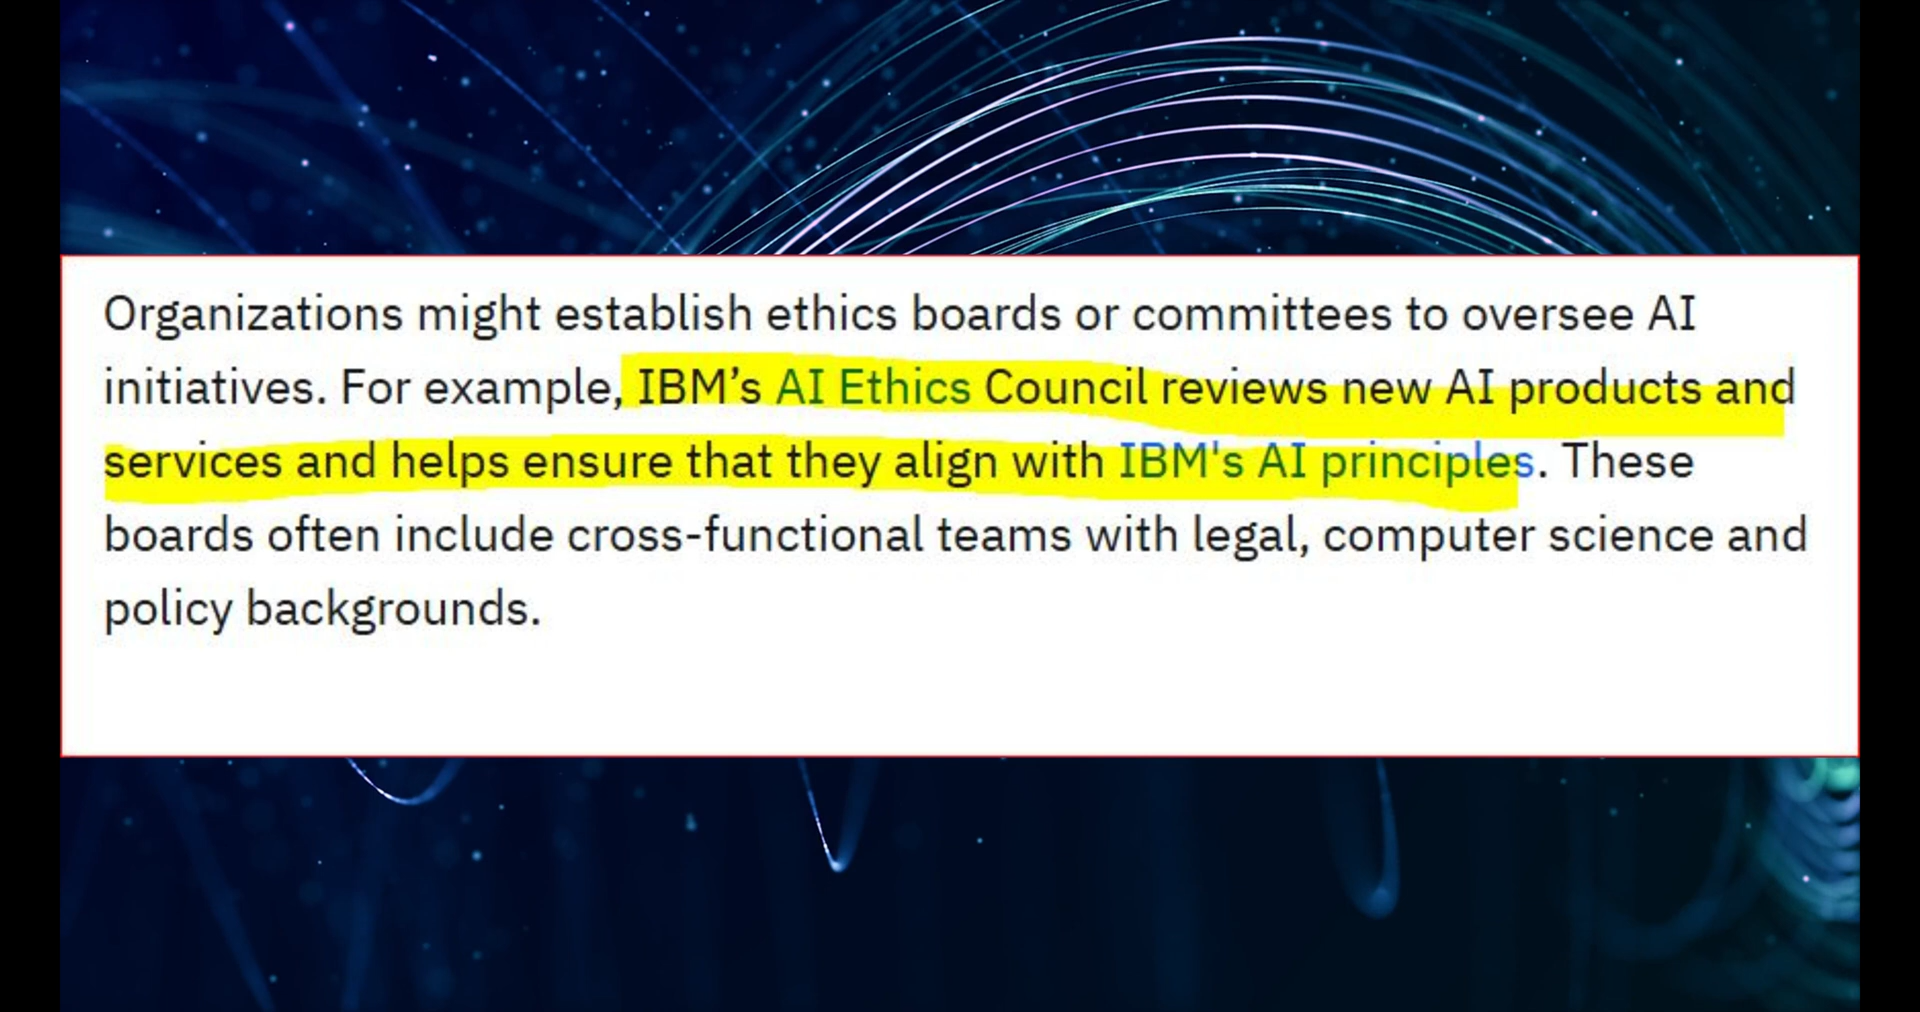 Organizations might establish ethics boards or committees to oversee AI
initiatives. For example, IBM’s AI Ethics Council reviews new AI products and
services and helps ensure that they align with IBM's AI principles. These
boards often include cross-functional teams with legal, computer science and
policy backgrounds.